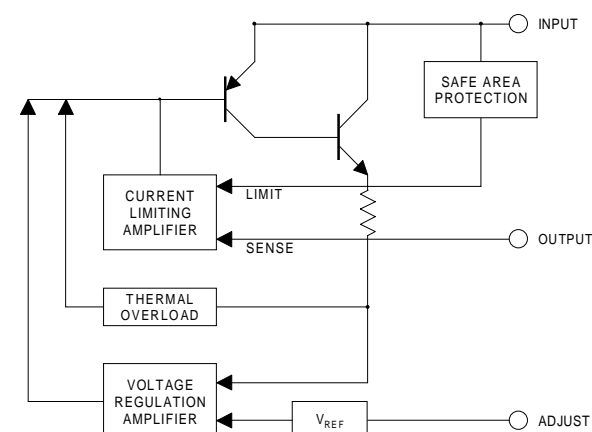 INPUT
SAFE AREA
PROTECTION
CURRENT
LIMITING
AMPLIFIER
LIMIT
SENSE
OUTPUT
THERMAL
OVERLOAD
VOLTAGE
REGULATION
AMPLIFIER
VREF
ADJUST